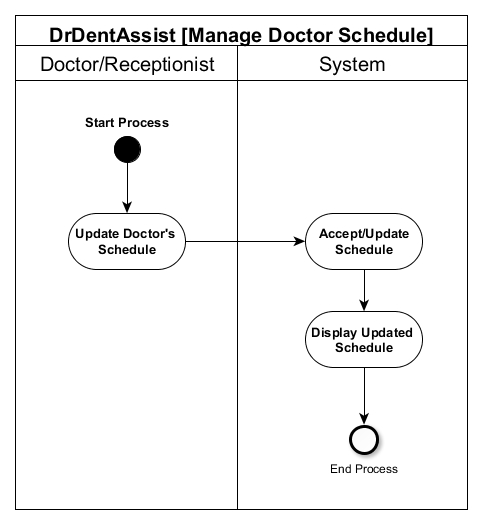 DrDentAssist [Manage Doctor Schedule]
Doctor/Receptionist
System
Start Process
Update Doctor's
Schedule
Accept/Update
Schedule
Display Updated
Schedule
End Process